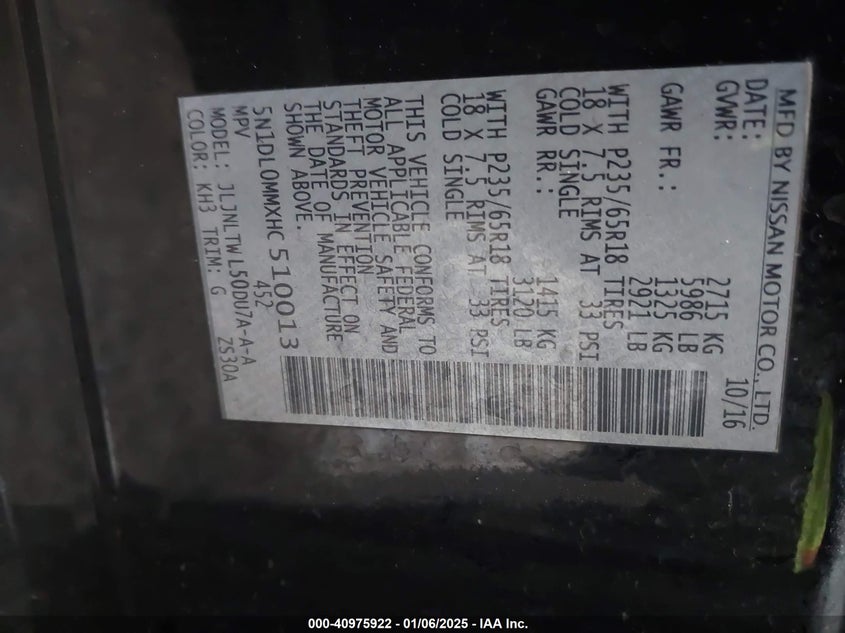 MFD BY NISSAN MOTOR CO., LTD.
DATE: 10/16
GVWR: 2715 KG
5986 LB
GAWR FR.: 1325 KG
2921 LB
WITH P235/65R18 TIRES
18 X 7.5 RIMS AT 33 PSI
COLD SINGLE
GAWR RR.: 1415 KG
3120 LB
WITH P235/65R18 TIRES
18 X 7.5 RIMS AT 33 PSI
COLD SINGLE
THIS VEHICLE CONFORMS TO
ALL APPLICABLE FEDERAL
MOTOR VEHICLE SAFETY AND
THEFT PREVENTION
STANDARDS IN EFFECT ON
THE DATE OF MANUFACTURE
SHOWN ABOVE.
5N1DL0MMXHC510013
MPV 452
MODEL: JLJNLTWL50DU7A-A-A
COLOR: KH3 TRIM: G ZS30A
000-40975922 - 01/06/2025 - IAA Inc.